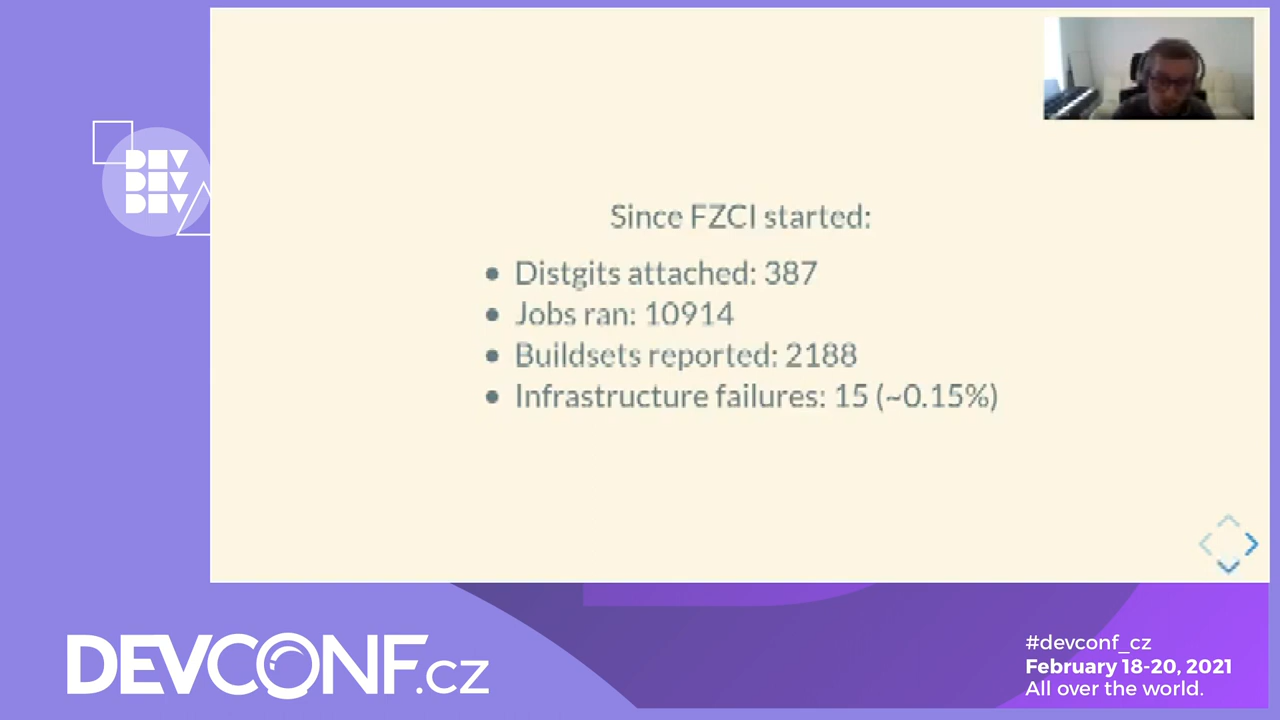 DEV
DEV
DEV
Since FZCI started:
Distgits attached: 387
Jobs ran: 10914
Buildsets reported: 2188
Infrastructure failures: 15 (~0.15%)
DEVCONF.cz
#devconf_cz
February 18-20, 2021
All over the world.